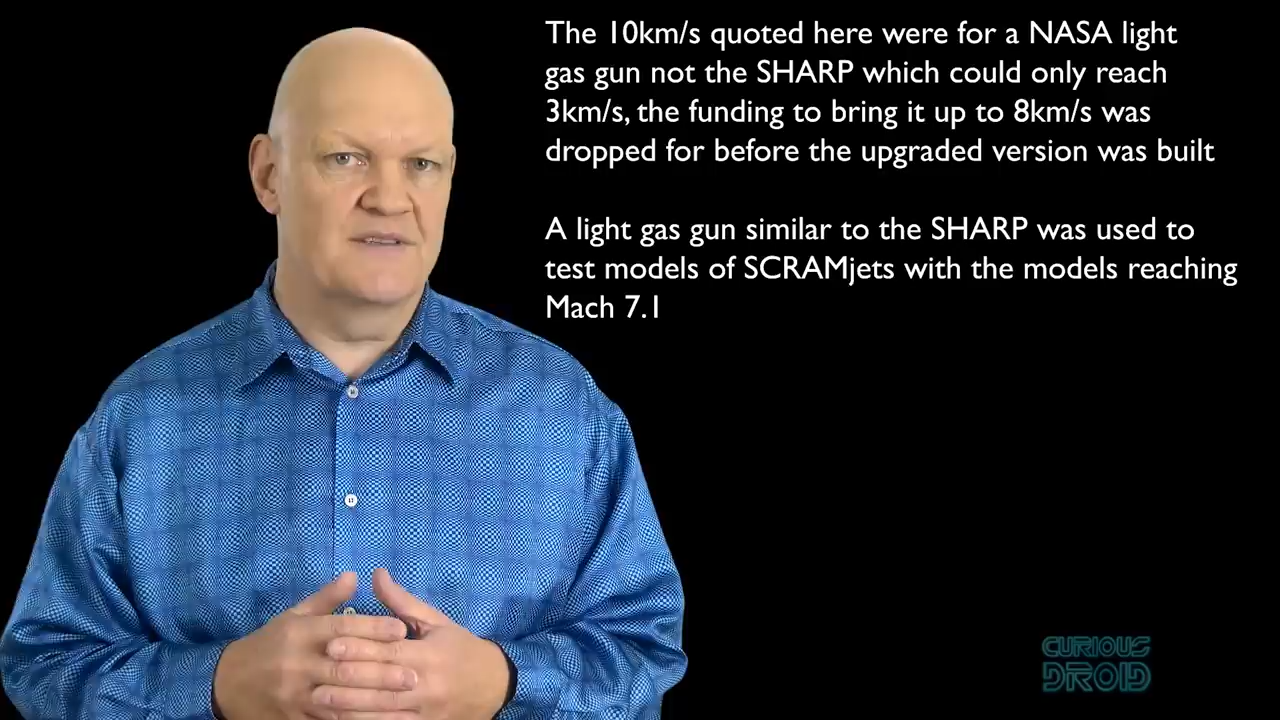 The 10km/s quoted here were for a NASA light
gas gun not the SHARP which could only reach
3km/s, the funding to bring it up to 8km/s was
dropped for before the upgraded version was built
A light gas gun similar to the SHARP was used to
test models of SCRAMjets with the models reaching
Mach 7.1
CURIOUS
DROID